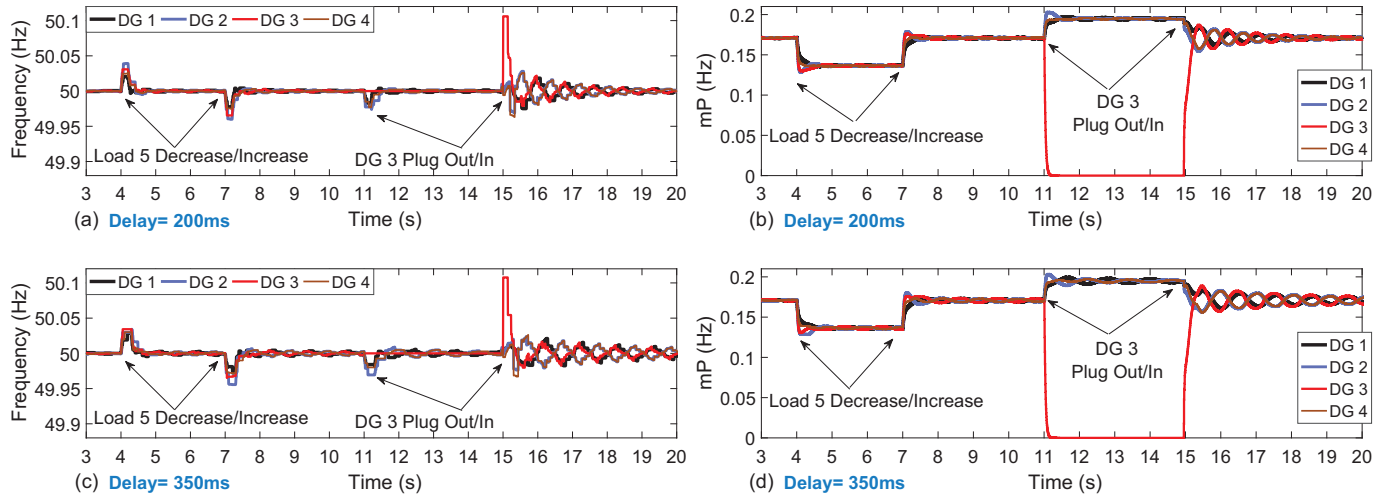 DG 1 DG 2 DG 3 DG 4
Frequency (Hz)
50.1
50.05
50
49.95
49.9
Load 5 Decrease/Increase
DG 3 Plug Out/In
3 4 5 6 7 8 9 10 11 12 13 14 15 16 17 18 19 20
(a) Delay= 200ms Time (s)
mP (Hz)
0.2
0.15
0.1
0.05
0
Load 5 Decrease/Increase
DG 3
Plug Out/In
DG 1
DG 2
DG 3
DG 4
3 4 5 6 7 8 9 10 11 12 13 14 15 16 17 18 19 20
(b) Delay= 200ms Time (s)
DG 1 DG 2 DG 3 DG 4
Frequency (Hz)
50.1
50.05
50
49.95
49.9
Load 5 Decrease/Increase
DG 3 Plug Out/In
3 4 5 6 7 8 9 10 11 12 13 14 15 16 17 18 19 20
(c) Delay= 350ms Time (s)
mP (Hz)
0.2
0.15
0.1
0.05
0
Load 5 Decrease/Increase
DG 3
Plug Out/In
DG 1
DG 2
DG 3
DG 4
3 4 5 6 7 8 9 10 11 12 13 14 15 16 17 18 19 20
(d) Delay= 350ms Time (s)